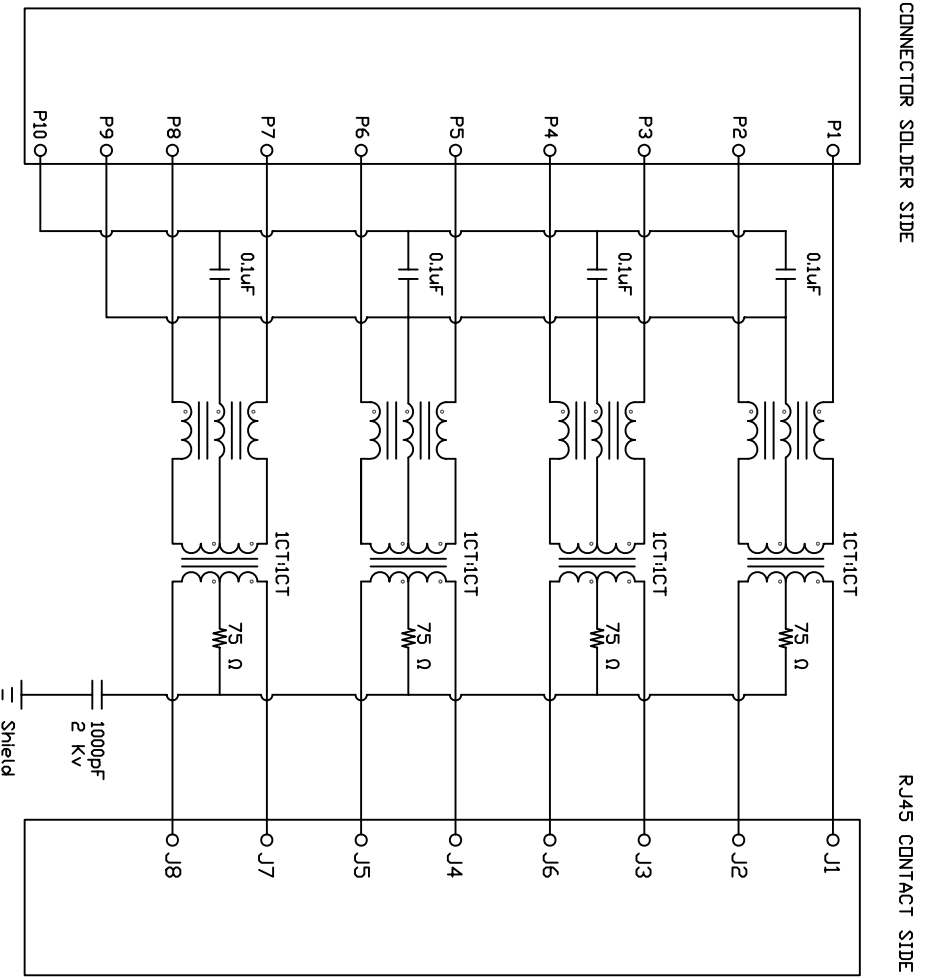 CONNECTOR SOLDER SIDE
RJ45 CONTACT SIDE
P1
0.1uF
1CT:1CT
75 Ω
J1
P2
J2
P3
0.1uF
1CT:1CT
75 Ω
J3
P4
J6
P5
0.1uF
1CT:1CT
75 Ω
J4
P6
J5
P7
0.1uF
1CT:1CT
75 Ω
J7
P8
J8
P9
1000pF
2 Kv
P10
Shield